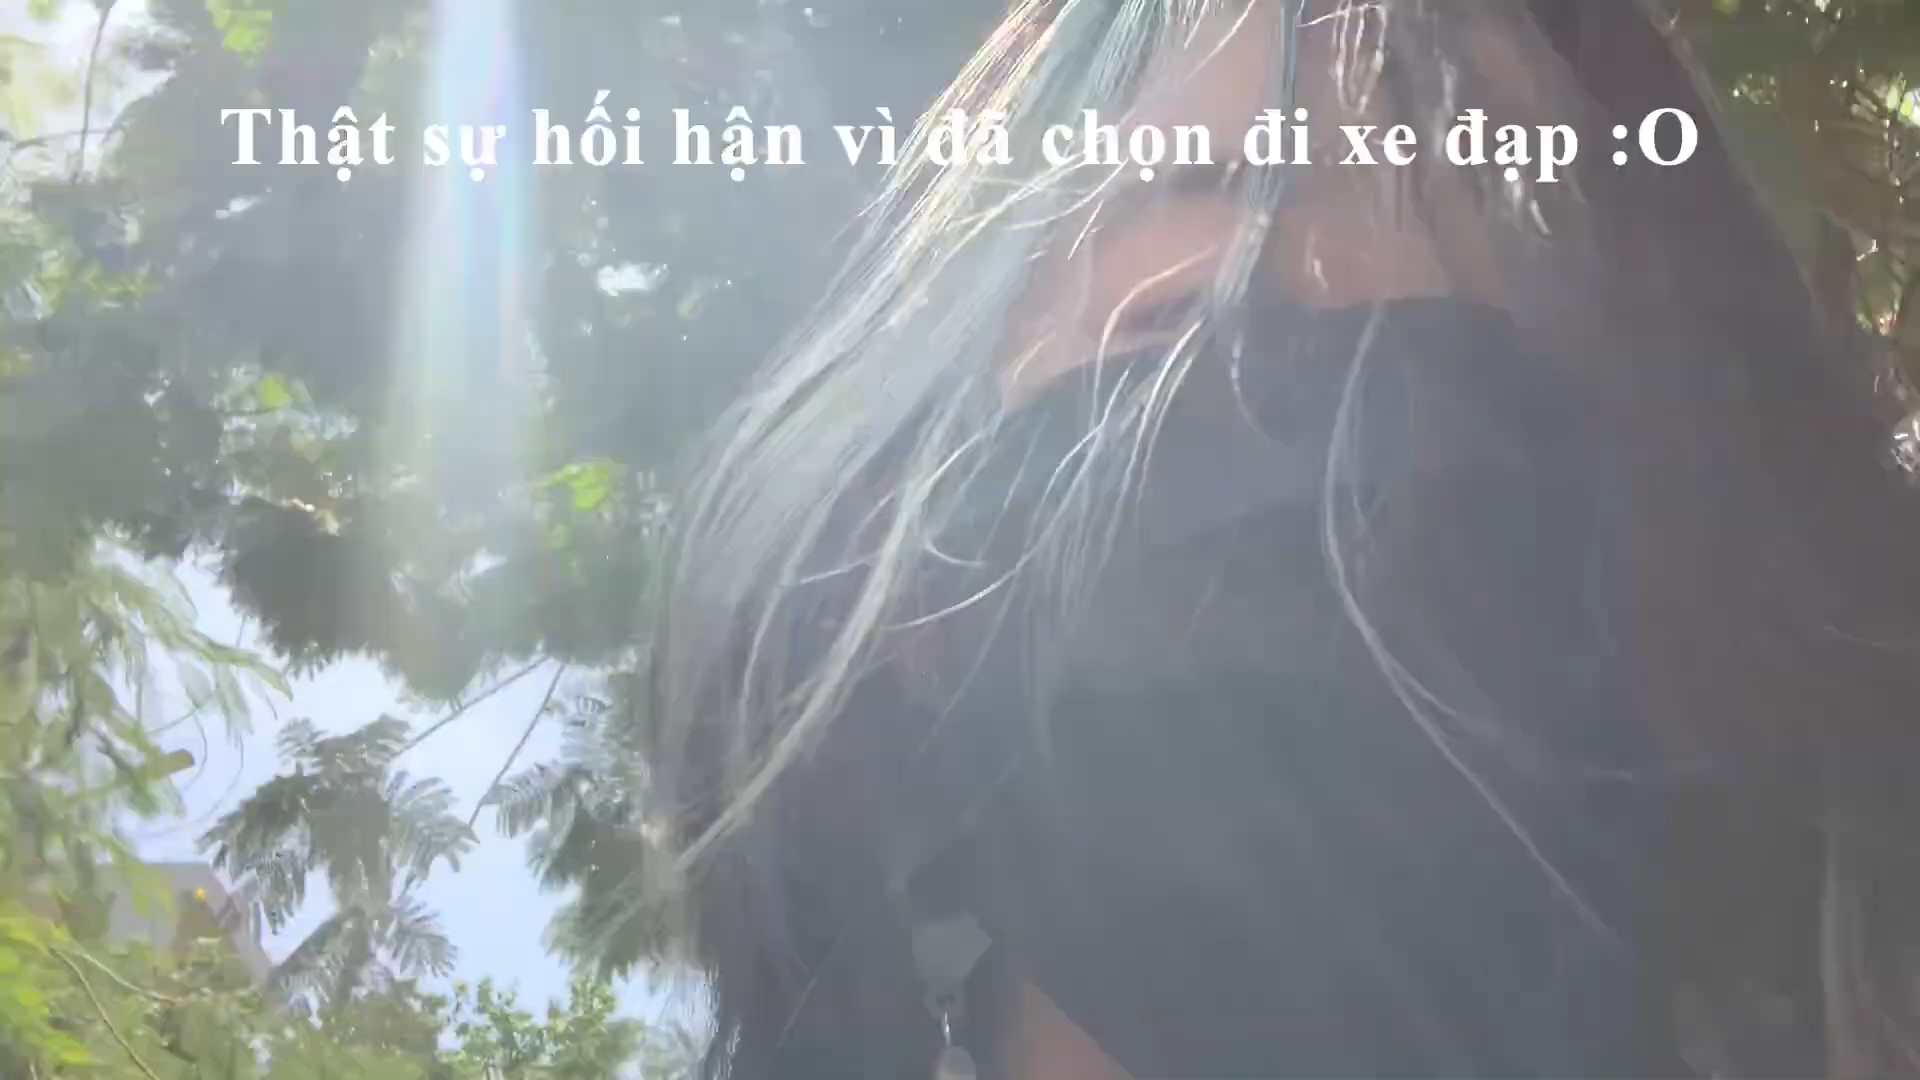 Thật sự hối hận vì đã chọn đi xe đạp :O